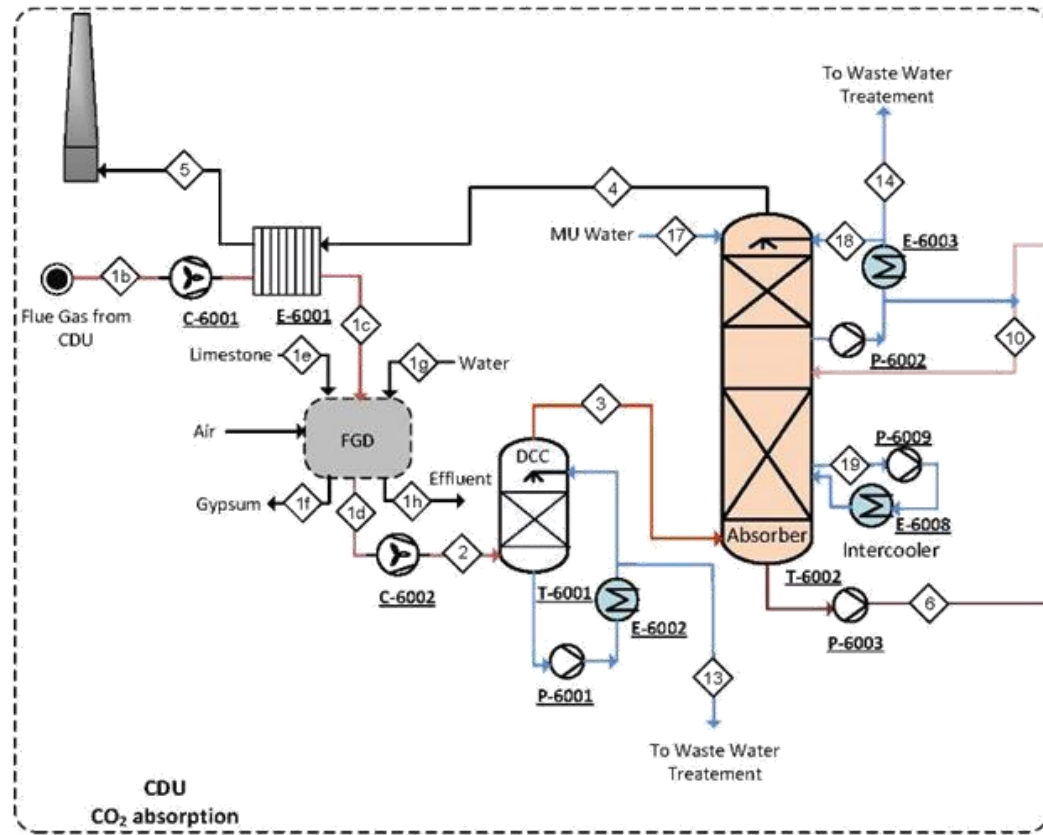 To Waste Water
Treatement
5
4
14
MU Water
17
18
E-6003
1b
Flue Gas from
CDU
C-6001
E-6001
1c
10
P-6002
Limestone
1e
1g
Water
3
P-6009
Air
FGD
DCC
19
Gypsum
1f
1d
1h
Effluent
E-6008
Absorber
Intercooler
2
C-6002
T-6001
E-6002
T-6002
6
P-6003
P-6001
13
To Waste Water
Treatement
CDU
CO₂ absorption